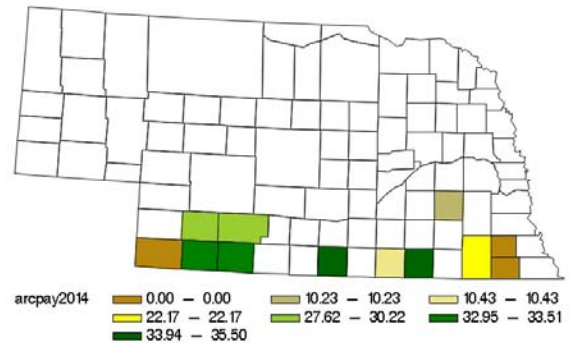 arcpay2014 0.00 – 0.00 10.23 – 10.23 10.43 – 10.43
22.17 – 22.17 27.62 – 30.22 32.95 – 33.51
33.94 – 35.50